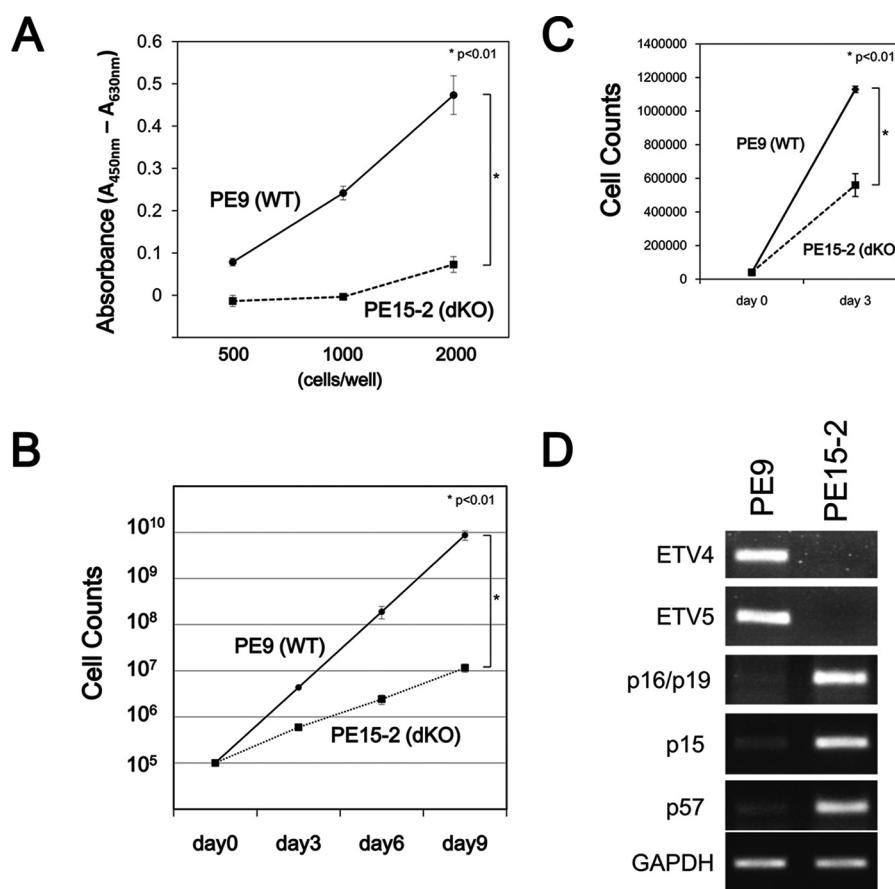 A
0.6
0.5
0.4
0.3
0.2
0.1
0
Absorbance (A450nm – A630nm)
* p<0.01
*
PE9 (WT)
PE15-2 (dKO)
500 1000 2000
(cells/well)
C
1400000
1200000
1000000
800000
600000
400000
200000
0
Cell Counts
* p<0.01
*
PE9 (WT)
PE15-2 (dKO
day 0 day 3
B
10¹⁰
10⁹
10⁸
10⁷
10⁶
10⁵
Cell Counts
* p<0.01
*
PE9 (WT)
PE15-2 (dKO)
day0 day3 day6 day9
D
PE9 PE15-2
ETV4
ETV5
p16/p19
p15
p57
GAPDH